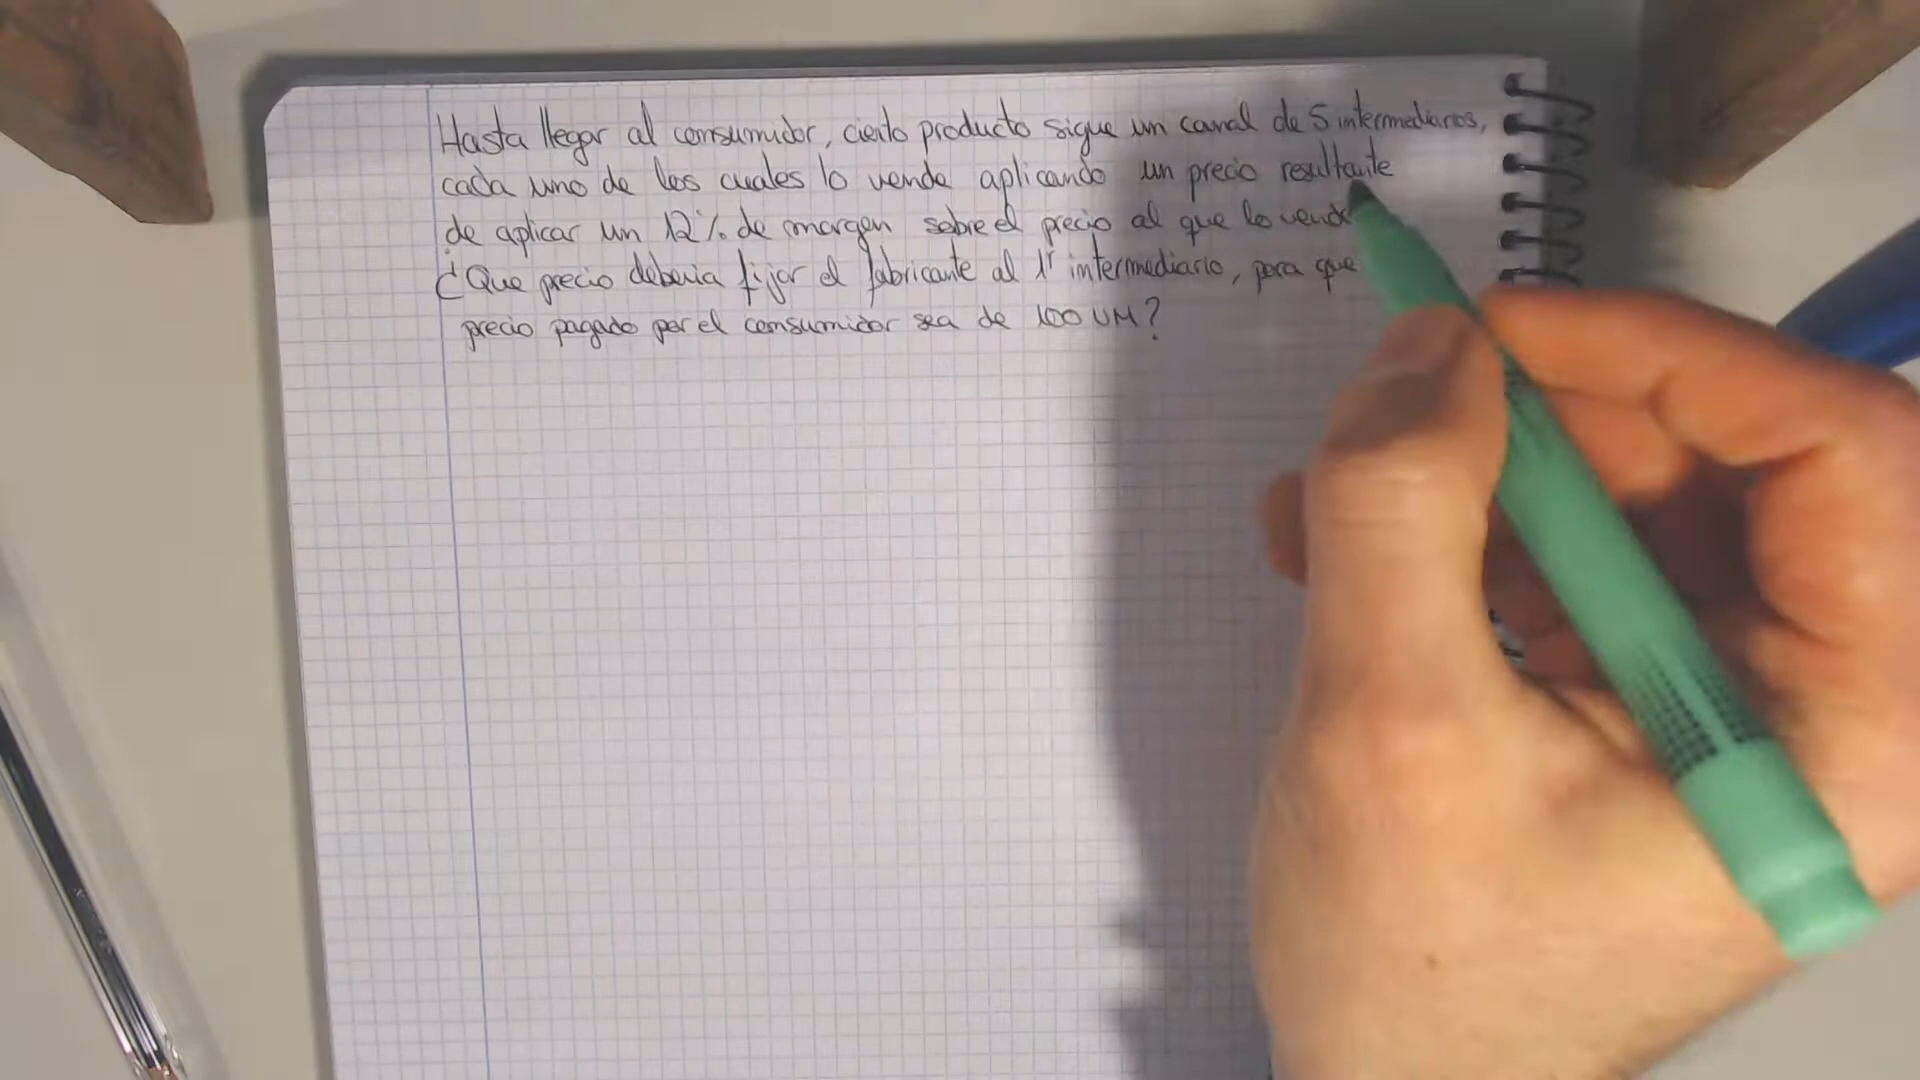 Hasta llegar al consumidor, cierto producto sigue un canal de 5 intermediarios,
cada uno de los cuales lo vende aplicando un precio resultante
de aplicar un 12% de margen sobre el precio al que lo vende
¿Que precio deberia fijar el fabricante al 1r intermediario, para que
precio pagado por el consumidor sea de 100 UM?